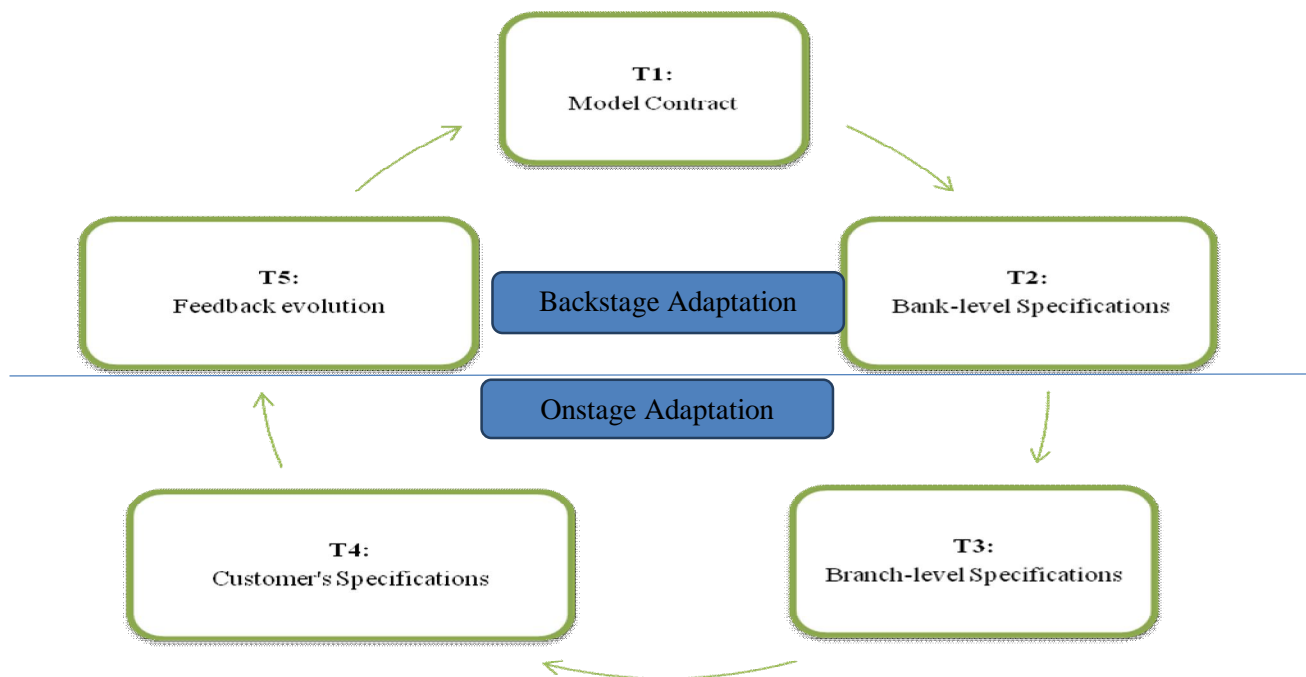 T1:
Model Contract
T5:
Feedback evolution
Backstage Adaptation
T2:
Bank-level Specifications
Onstage Adaptation
T4:
Customer's Specifications
T3:
Branch-level Specifications